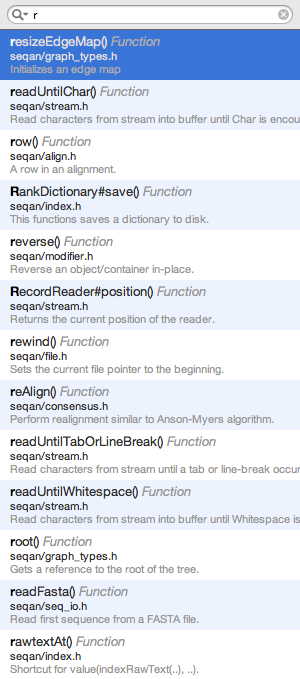 r
resizeEdgeMap() Function
seqan/graph_types.h
Initializes an edge map
readUntilChar() Function
seqan/stream.h
Read characters from stream into buffer until Char is encou
row() Function
seqan/align.h
A row in an alignment.
RankDictionary#save() Function
seqan/index.h
This functions saves a dictionary to disk.
reverse() Function
seqan/modifier.h
Reverse an object/container in-place.
RecordReader#position() Function
seqan/stream.h
Returns the current position of the reader.
rewind() Function
seqan/file.h
Sets the current file pointer to the beginning.
reAlign() Function
seqan/consensus.h
Perform realignment similar to Anson-Myers algorithm.
readUntilTabOrLineBreak() Function
seqan/stream.h
Read characters from stream until a tab or line-break occur
readUntilWhitespace() Function
seqan/stream.h
Read characters from stream into buffer until Whitespace is
root() Function
seqan/graph_types.h
Gets a reference to the root of the tree.
readFasta() Function
seqan/seq_io.h
Read first sequence from a FASTA file.
rawtextAt() Function
seqan/index.h
Shortcut for value(indexRawText(..), ..).